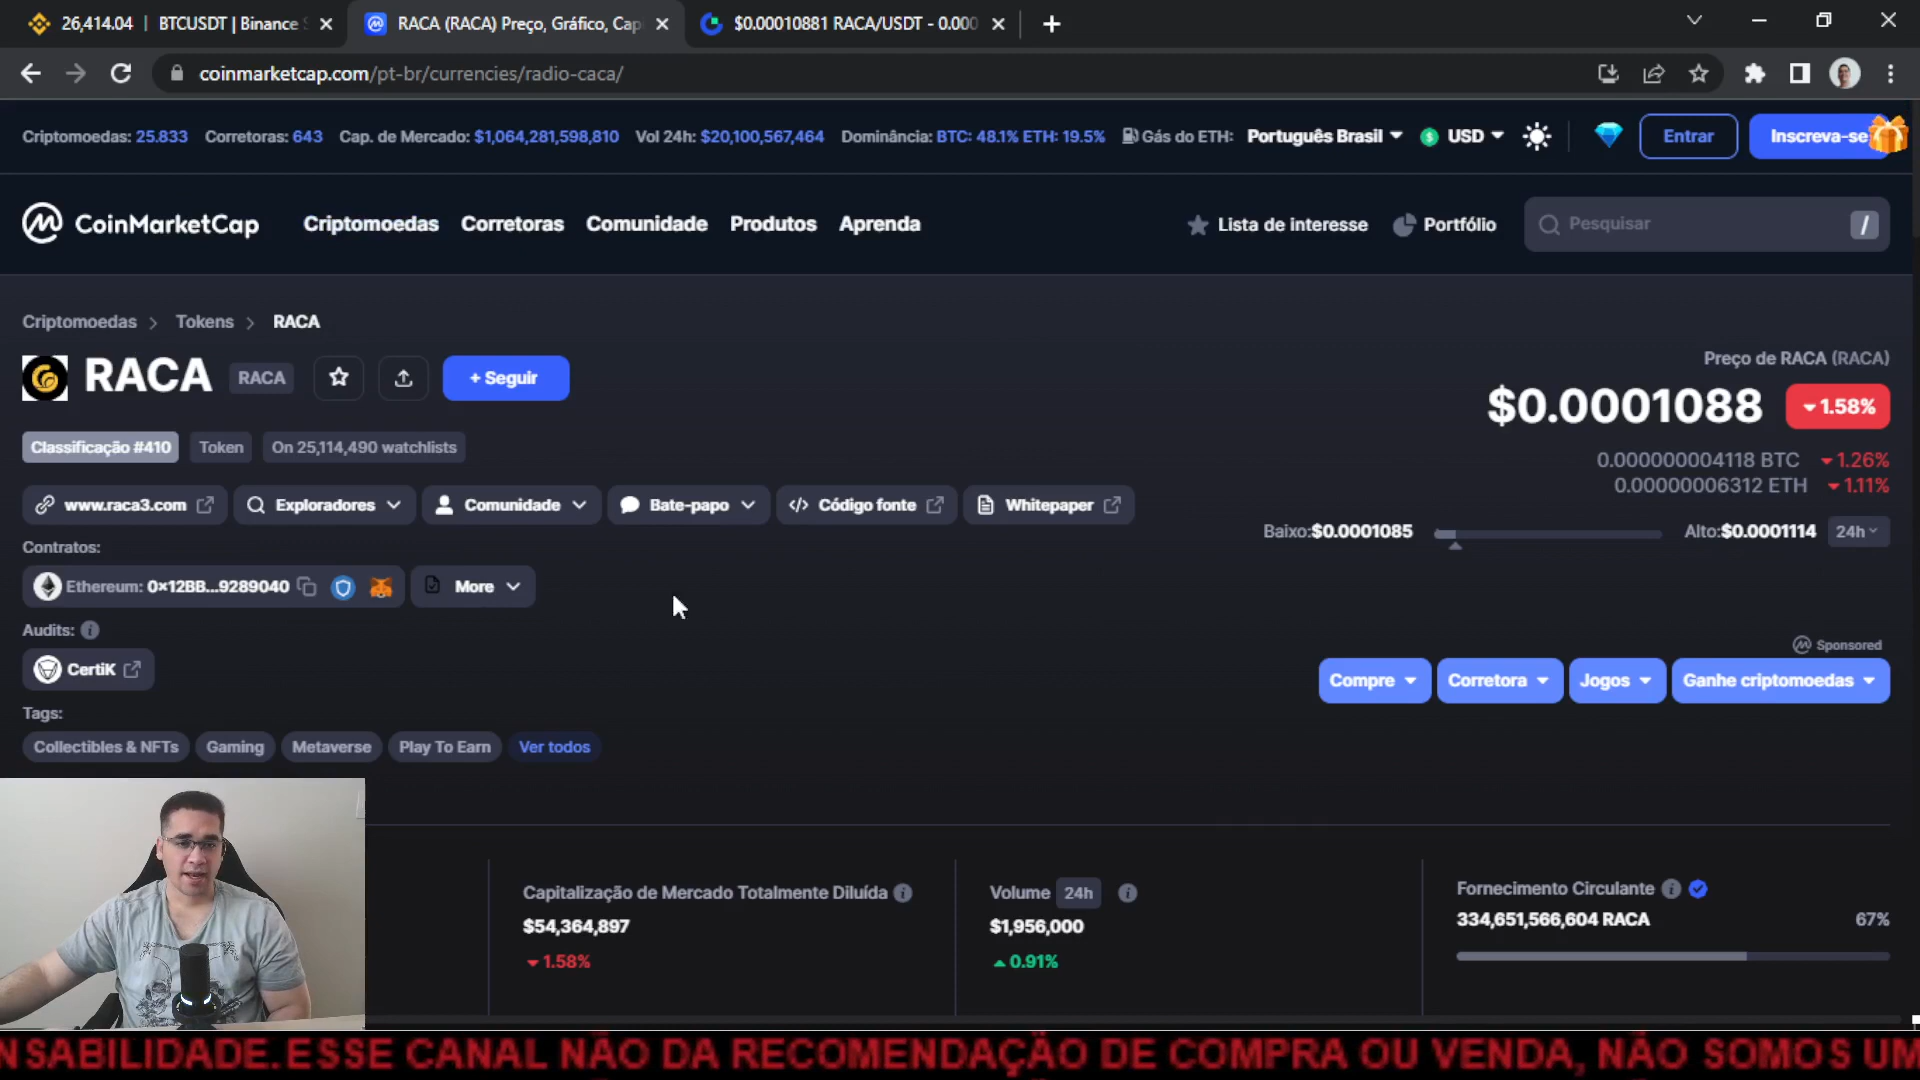 26,414.04 | BTCUSDT | Binance S
RACA (RACA) Preço, Gráfico, Cap
$0.00010881 RACA/USDT - 0.000
coinmarketcap.com/pt-br/currencies/radio-caca/
Criptomoedas: 25.833 Corretoras: 643 Cap. de Mercado: $1,064,281,598,810 Vol 24h: $20,100,567,464 Dominância: BTC: 48.1% ETH: 19.5% Gás do ETH: Português Brasil USD Entrar Inscreva-se
CoinMarketCap Criptomoedas Corretoras Comunidade Produtos Aprenda Lista de interesse Portfólio Pesquisar /
Criptomoedas > Tokens > RACA
RACA RACA + Seguir
Preço de RACA (RACA)
$0.0001088 1.58%
Classificação #410 Token On 25,114,490 watchlists
0.000000004118 BTC 1.26%
0.00000006312 ETH 1.11%
www.raca3.com Exploradores Comunidade Bate-papo Código fonte Whitepaper
Baixo:$0.0001085 Alto:$0.0001114 24h
Contratos:
Ethereum: 0x12BB...9289040 More
Audits:
CertiK
Sponsored
Compre Corretora Jogos Ganhe criptomoedas
Tags:
Collectibles & NFTs Gaming Metaverse Play To Earn Ver todos
Capitalização de Mercado Totalmente Diluída
$54,364,897
1.58%
Volume 24h
$1,956,000
0.91%
Fornecimento Circulante
334,651,566,604 RACA 67%
NSABILIDADE. ESSE CANAL NÃO DA RECOMENDAÇÃO DE COMPRA OU VENDA, NÃO SOMOS UM